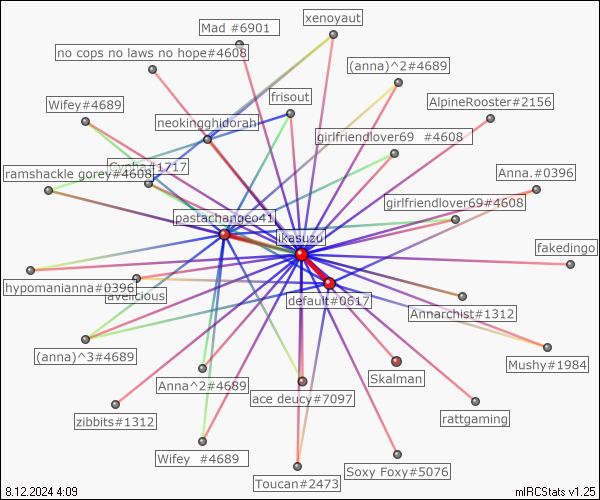 xenoyaut
Mad #6901
no cops no laws no hope#4608
(anna)^2#4689
frisout
Wifey#4689
AlpineRooster#2156
neokingghidorah
girlfriendlover69 #4608
ramshackle gorey#4608
#1717
Anna.#0396
girlfriendlover69#4608
pastachangeo41
ikasuzu
fakedingo
hypomanianna#0396
avelicious
default#0617
Annarchist#1312
(anna)^3#4689
Mushy#1984
Anna^2#4689
Skalman
ace deucy#7097
zibbits#1312
rattgaming
Wifey #4689
Soxy Foxy#5076
Toucan#2473
8.12.2024 4:09
mIRCStats v1.25